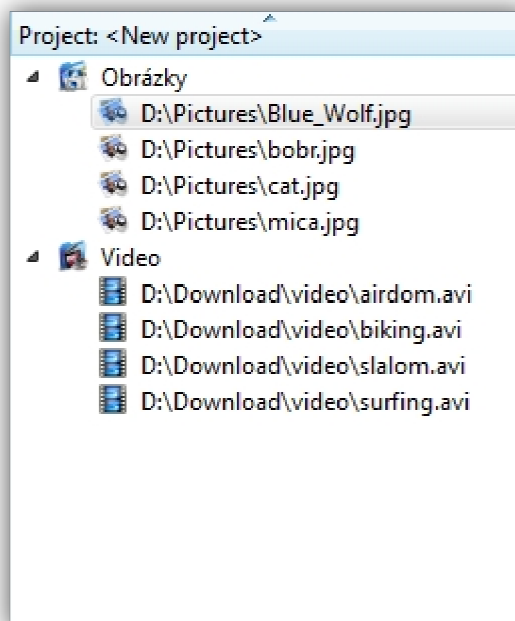 Project: <New project>
Obrázky
D:\Pictures\Blue_Wolf.jpg
D:\Pictures\bobr.jpg
D:\Pictures\cat.jpg
D:\Pictures\mica.jpg
Video
D:\Download\video\airdom.avi
D:\Download\video\biking.avi
D:\Download\video\slalom.avi
D:\Download\video\surfing.avi